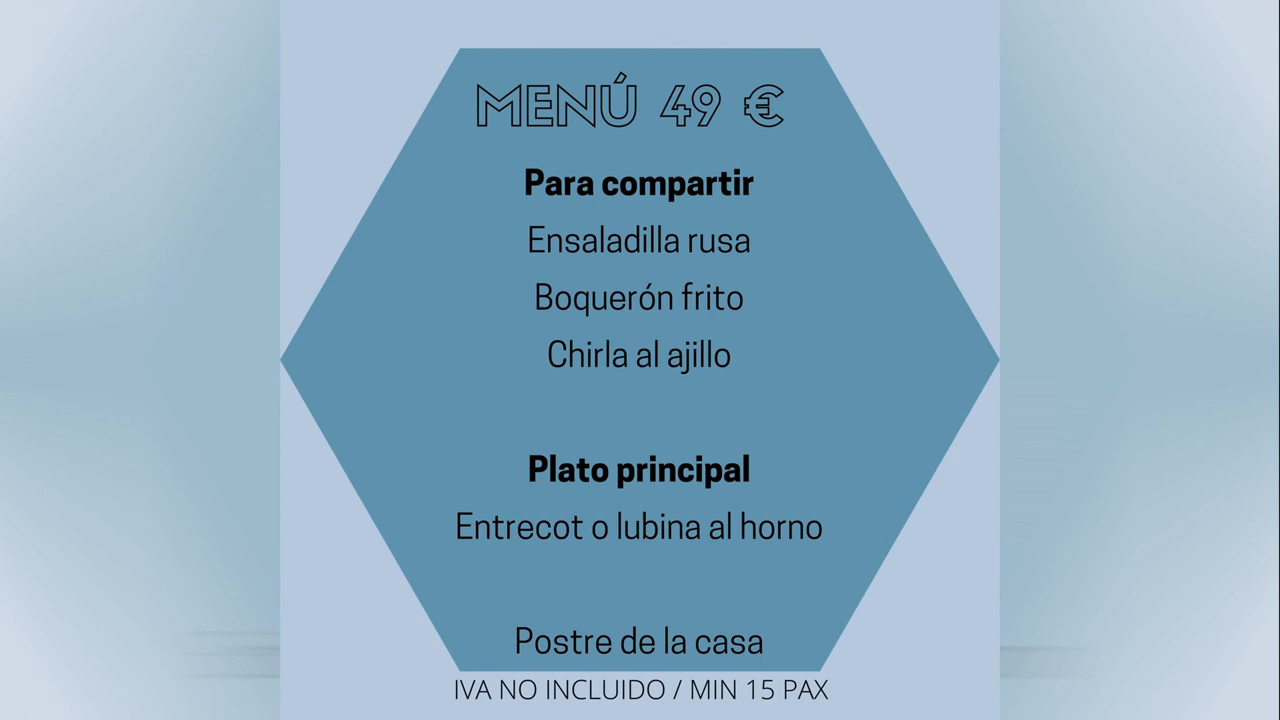 MENÚ 49 €
Para compartir
Ensaladilla rusa
Boquerón frito
Chirla al ajillo
Plato principal
Entrecot o lubina al horno
Postre de la casa
IVA NO INCLUIDO / MIN 15 PAX